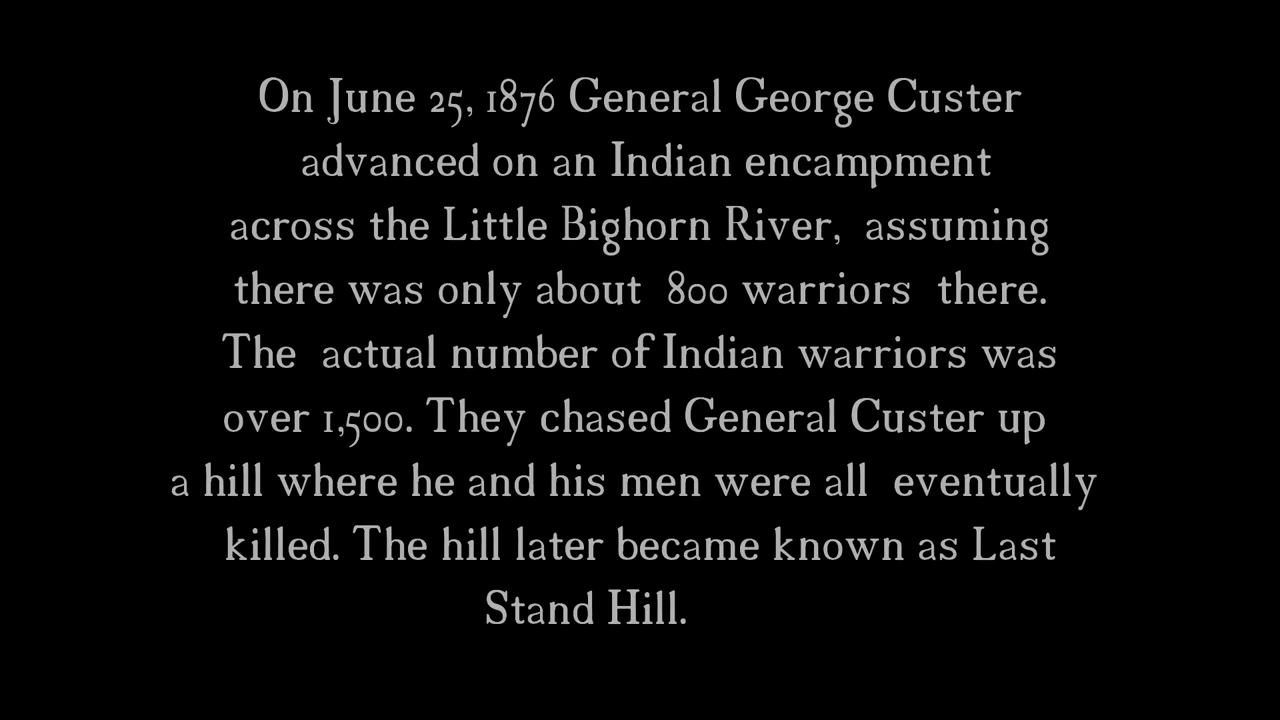 On June 25, 1876 General George Custer
advanced on an Indian encampment
across the Little Bighorn River, assuming
there was only about 800 warriors there.
The actual number of Indian warriors was
over 1,500. They chased General Custer up
a hill where he and his men were all eventually
killed. The hill later became known as Last
Stand Hill.